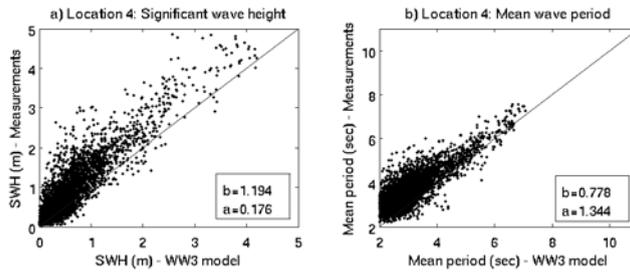 a) Location 4: Significant wave height
5
4
3
2
1
0
SWH (m) - Measurements
b=1.194
a=0.176
0 1 2 3 4 5
SWH (m) - WW3 model
b) Location 4: Mean wave period
10
8
6
4
2
Mean period (sec) - Measurements
b=0.778
a=1.344
2 4 6 8 10
Mean period (sec) - WW3 model